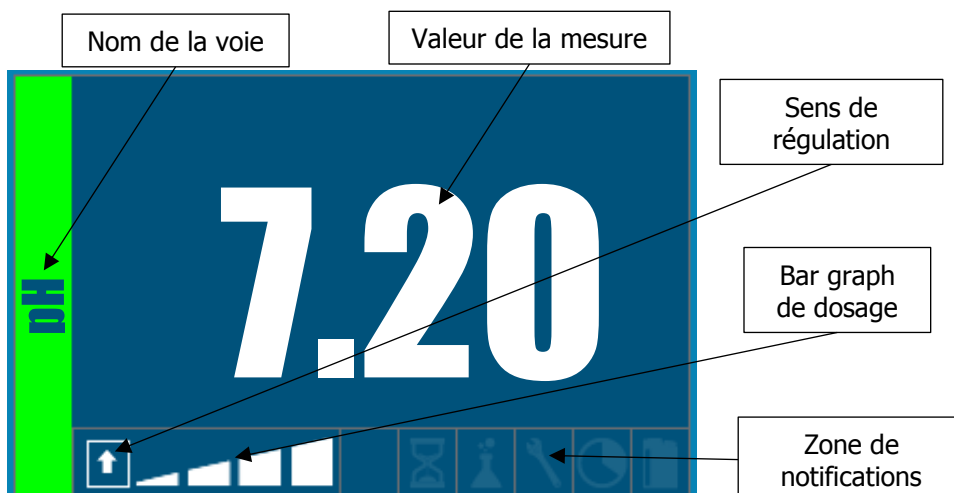 Nom de la voie
Valeur de la mesure
Sens de
régulation
pH
7.20
Bar graph
de dosage
Zone de
notifications